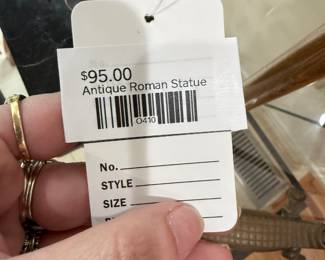 $95.00
Antique Roman Statue
0410
No.
STYLE
SIZE